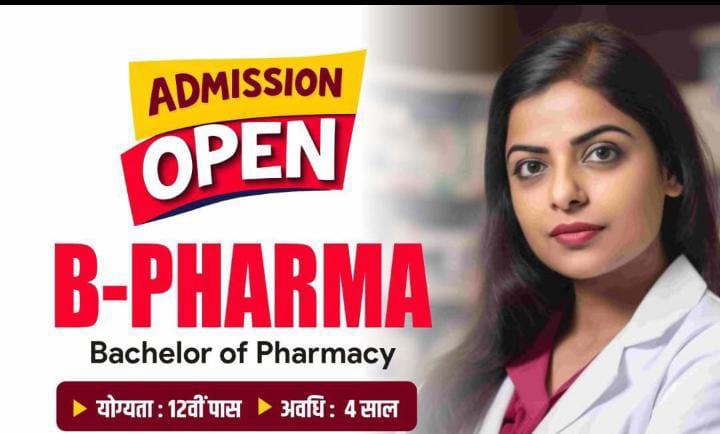 ADMISSION
OPEN
B-PHARMA
Bachelor of Pharmacy
योग्यता : 12वीं पास अवधि : 4 साल